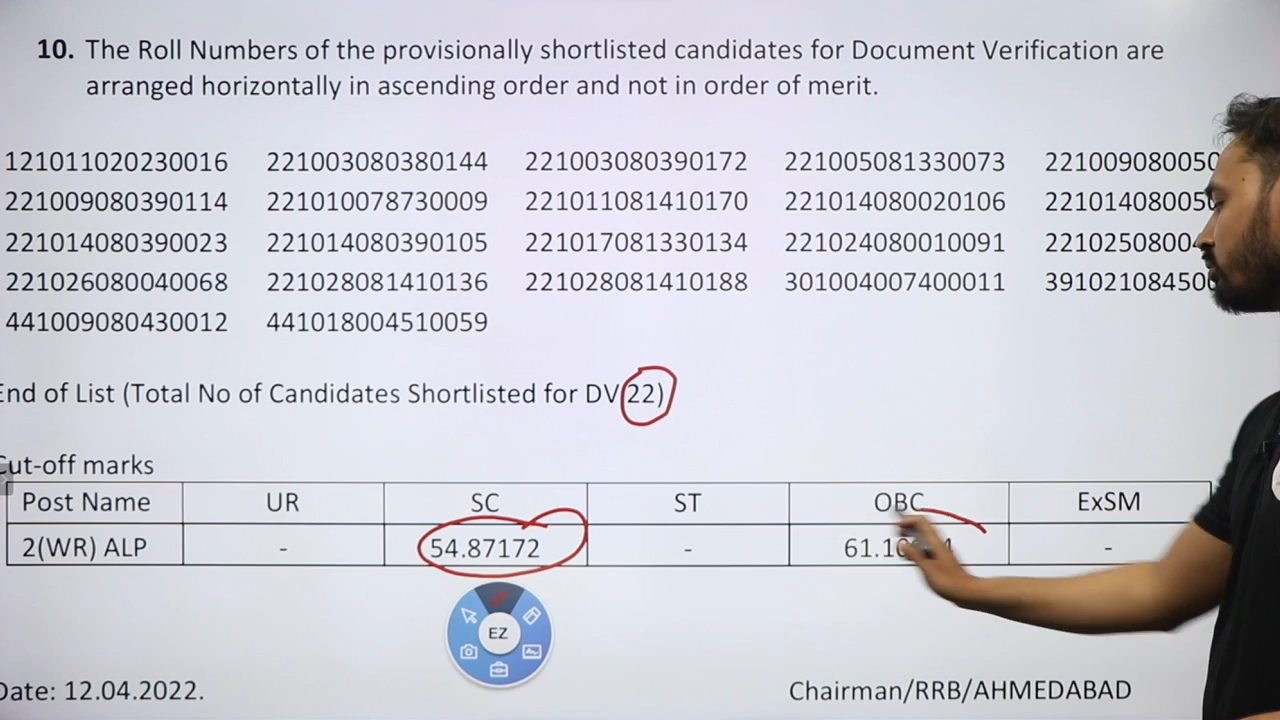 10. The Roll Numbers of the provisionally shortlisted candidates for Document Verification are
arranged horizontally in ascending order and not in order of merit.
121011020230016 221003080380144 221003080390172 221005081330073
221009080390114 221010078730009 221011081410170 221014080020106
221014080390023 221014080390105 221017081330134 221024080010091
221026080040068 221028081410136 221028081410188 301004007400011
441009080430012 441018004510059
End of List (Total No of Candidates Shortlisted for DV 22)
Cut-off marks
Post Name UR SC ST OBC ExSM
2(WR) ALP - 54.87172 - -
EZ
Date: 12.04.2022. Chairman/RRB/AHMEDABAD